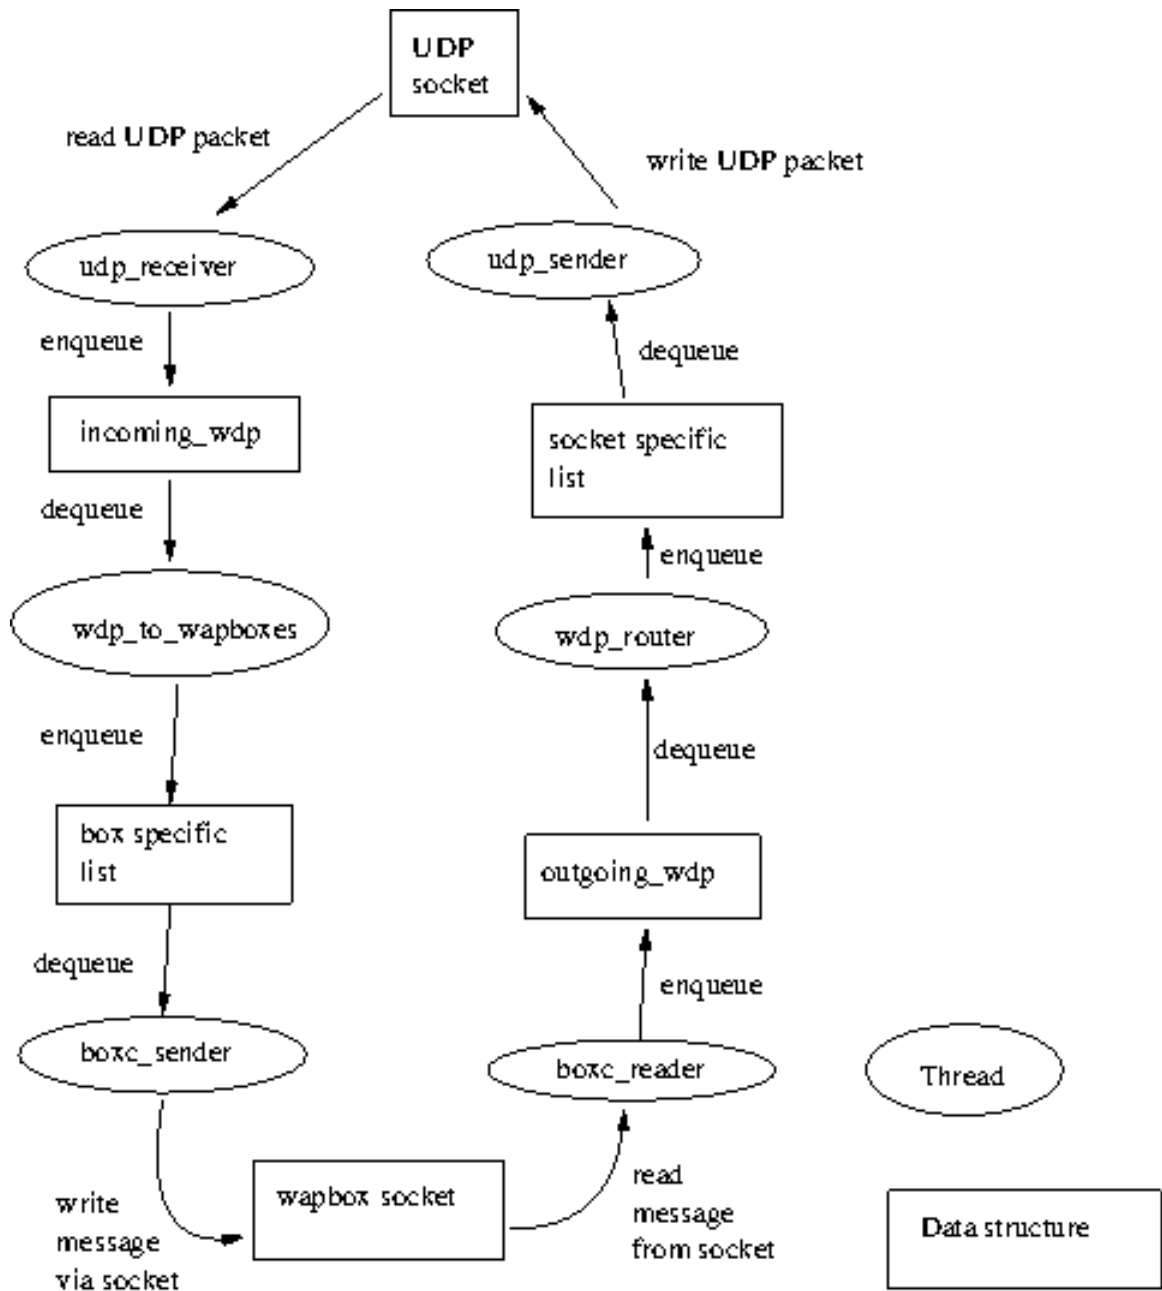 UDP
socket
read UDP packet
write UDP packet
udp_receiver
udp_sender
enqueue
dequeue
incoming_wdp
socket specific
list
dequeue
enqueue
wdp_to_wapboxes
wdp_router
enqueue
dequeue
box specific
list
outgoing_wdp
dequeue
enqueue
boxc_sender
boxc_reader
Thread
write
message
via socket
wapbox socket
read
message
from socket
Data structure